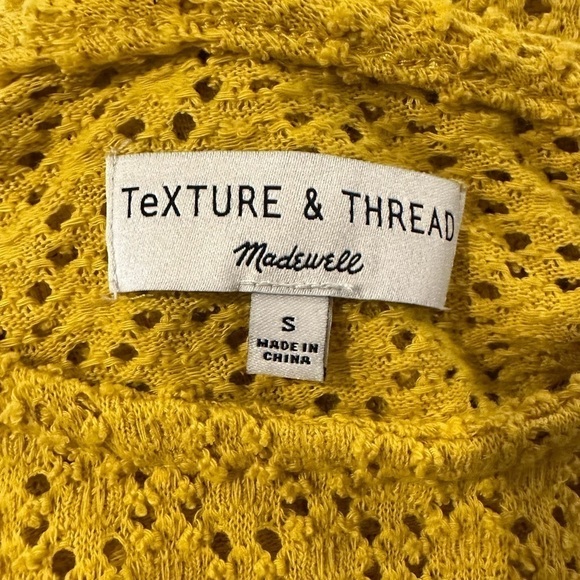 TeXTURE & THREAD
Madewell
S
MADE IN
CHINA